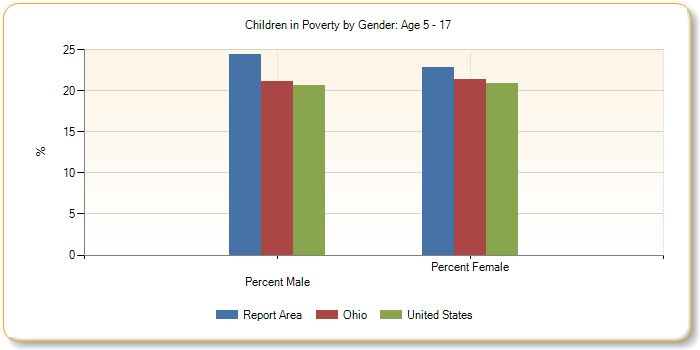 Children in Poverty by Gender: Age 5 - 17
25
20
15
10
5
0
%
Percent Male
Percent Female
Report Area
Ohio
United States